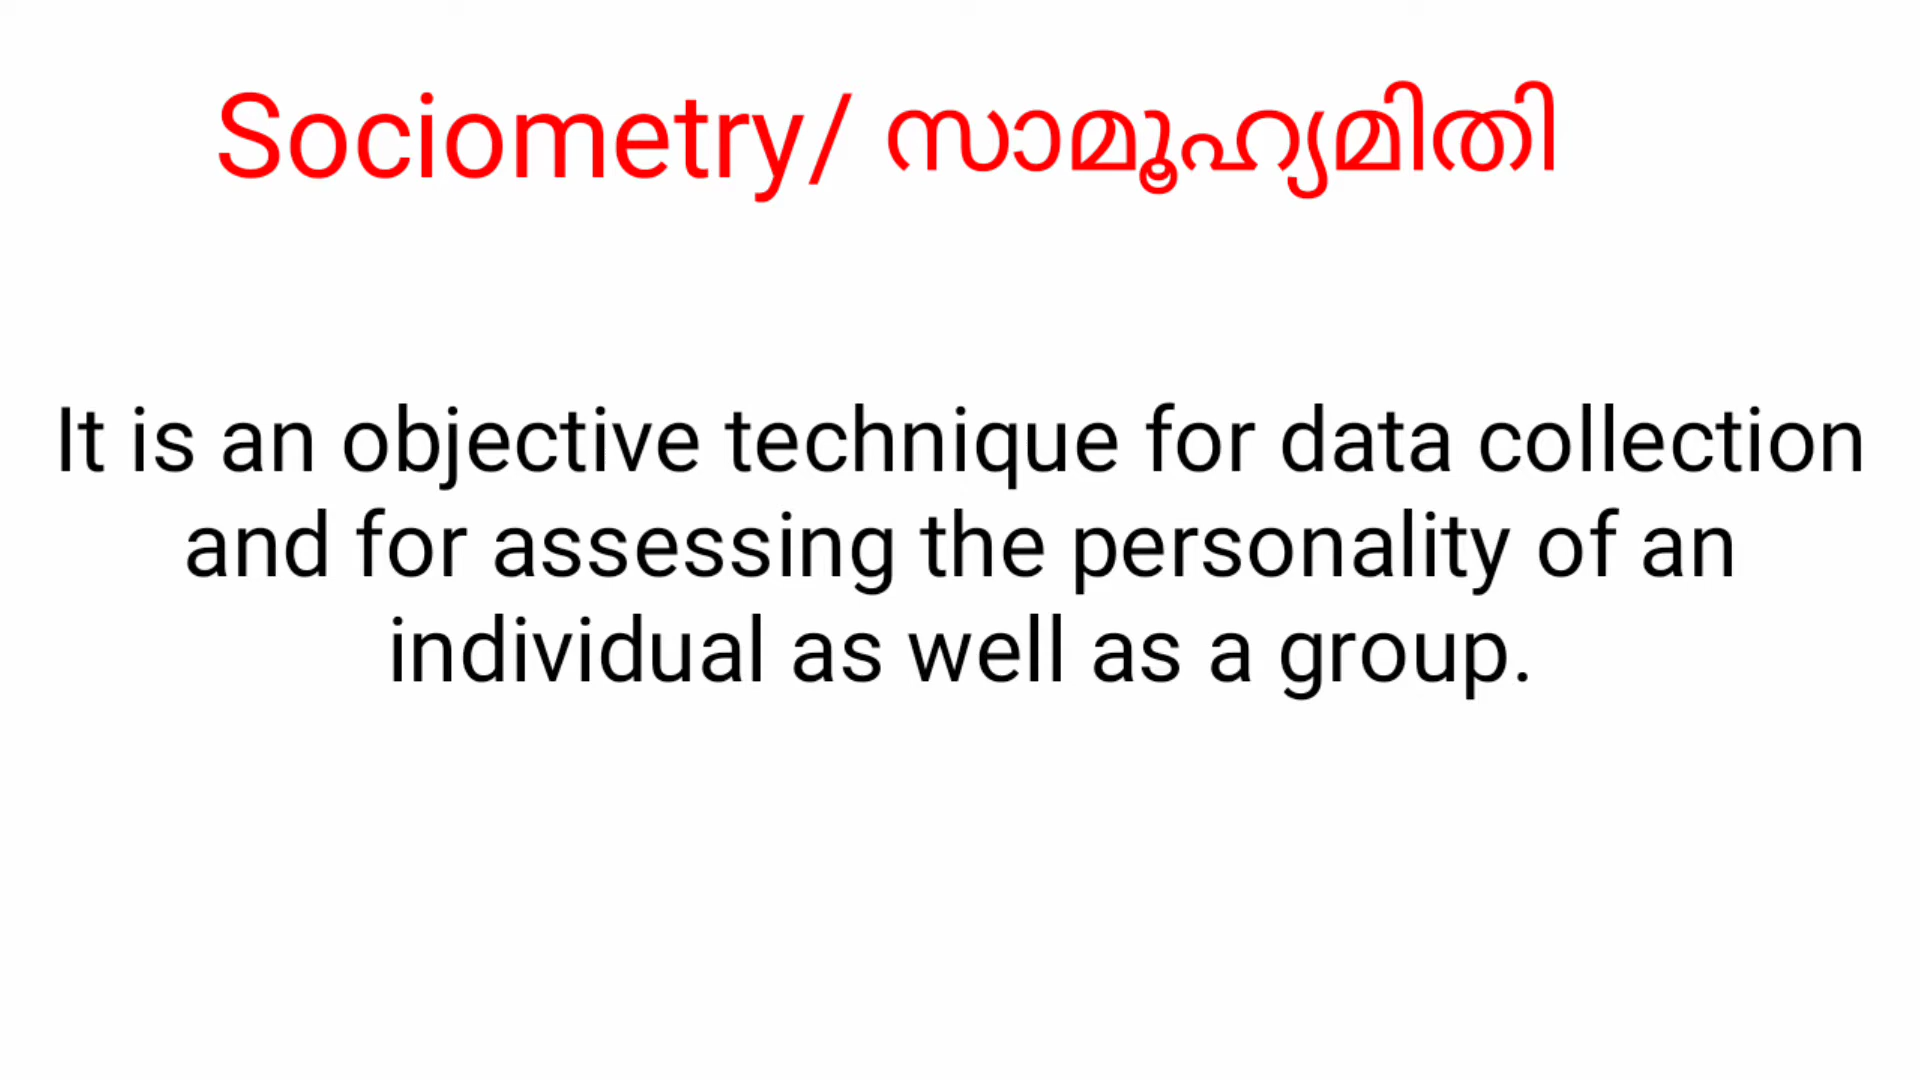 Sociometry/ സാമൂഹ്യമിതി
It is an objective technique for data collection
and for assessing the personality of an
individual as well as a group.